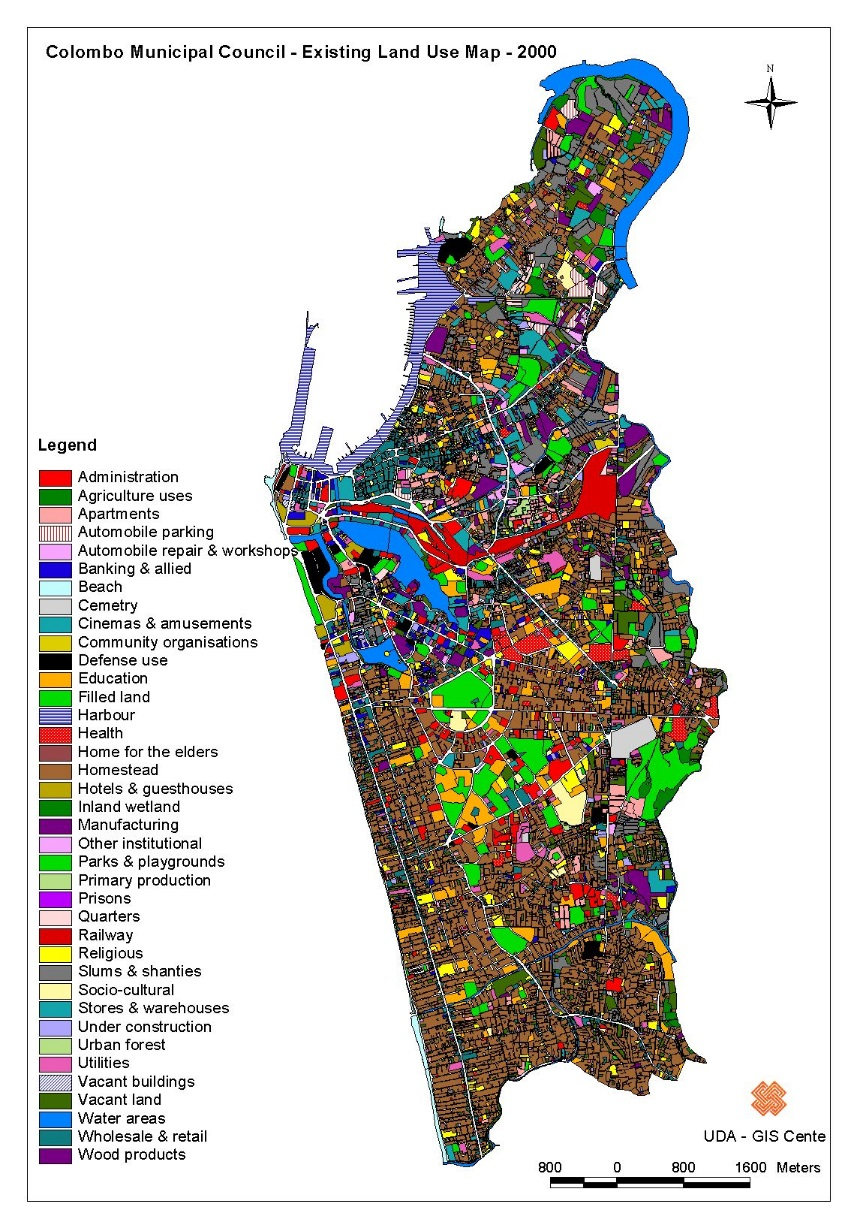 Colombo Municipal Council - Existing Land Use Map - 2000
N
Legend
Administration
Agriculture uses
Apartments
Automobile parking
Automobile repair & workshops
Banking & allied
Beach
Cemetry
Cinemas & amusements
Community organisations
Defense use
Education
Filled land
Harbour
Health
Home for the elders
Homestead
Hotels & guesthouses
Inland wetland
Manufacturing
Other institutional
Parks & playgrounds
Primary production
Prisons
Quarters
Railway
Religious
Slums & shanties
Socio-cultural
Stores & warehouses
Under construction
Urban forest
Utilities
Vacant buildings
Vacant land
Water areas
Wholesale & retail
Wood products
UDA - GIS Cente
800 0 800 1600 Meters